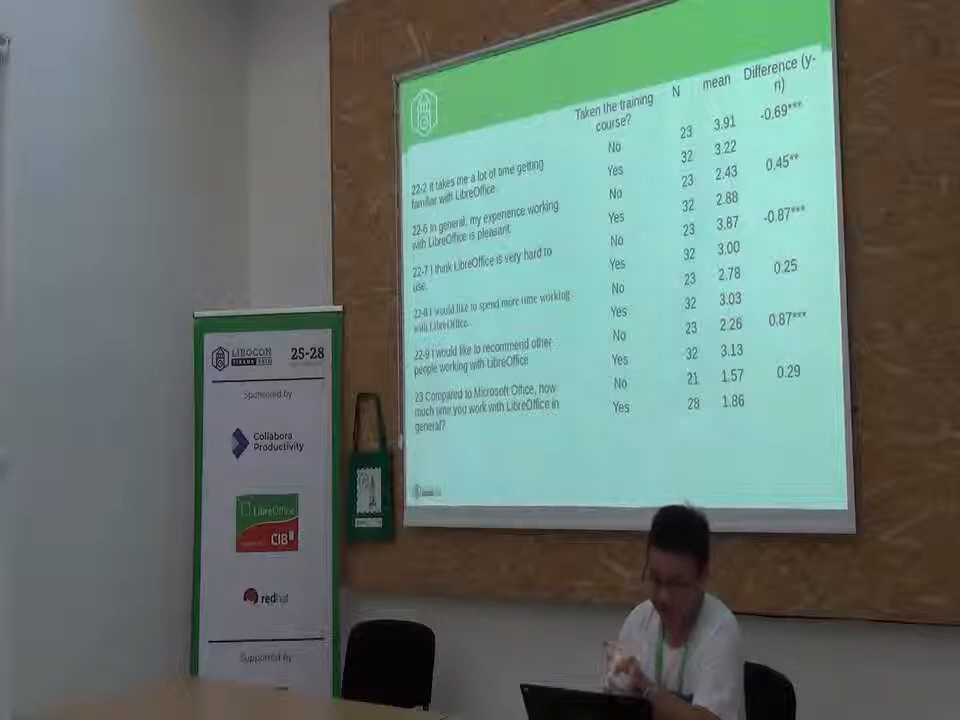 Taken the training
course?
N
mean
Difference (y-
n)
22-2 It takes me a lot of time getting
familiar with LibreOffice.
No 23 3.91 -0.69***
Yes 32 3.22
22-6 In general, my experience working
with LibreOffice is pleasant.
No 23 2.43 0.45**
Yes 32 2.88
22-7 I think LibreOffice is very hard to
use.
No 23 3.87 -0.87***
Yes 32 3.00
22-8 I would like to spend more time working
with LibreOffice.
No 23 2.78 0.25
Yes 32 3.03
22-9 I would like to recommend other
people working with LibreOffice
No 23 2.26 0.87***
Yes 32 3.13
23 Compared to Microsoft Office, how
much time you work with LibreOffice in
general?
No 21 1.57 0.29
Yes 28 1.86
LIBOCON
25-28
Sponsored by
Collabora
Productivity
LibreOffice
CIB
redhat
Supported by